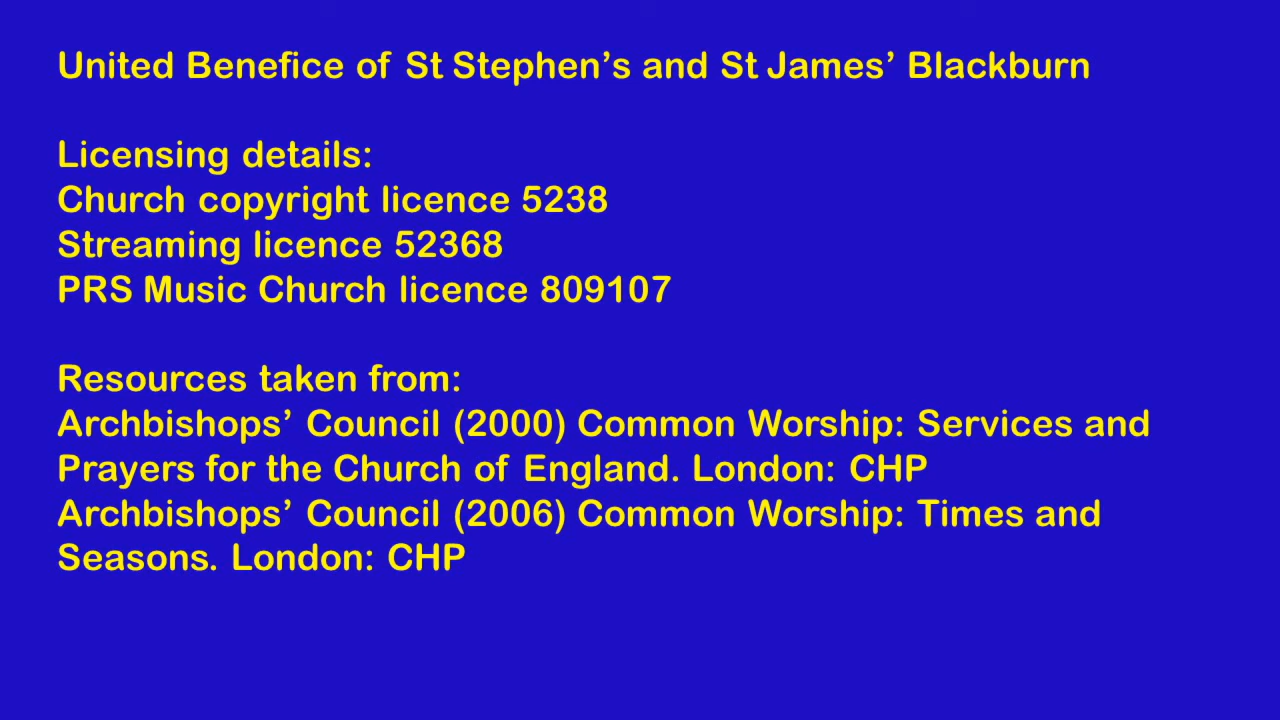 United Benefice of St Stephen’s and St James’ Blackburn
Licensing details:
Church copyright licence 5238
Streaming licence 52368
PRS Music Church licence 809107
Resources taken from:
Archbishops’ Council (2000) Common Worship: Services and
Prayers for the Church of England. London: CHP
Archbishops’ Council (2006) Common Worship: Times and
Seasons. London: CHP